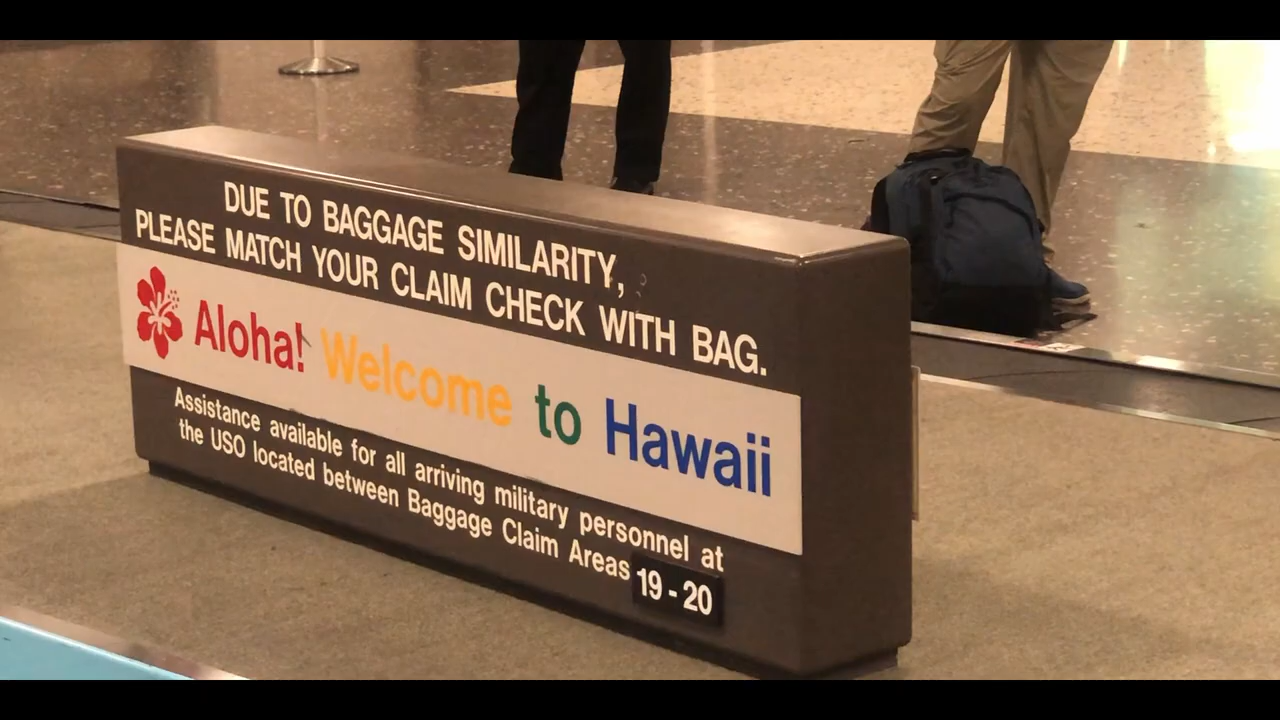 DUE TO BAGGAGE SIMILARITY,
PLEASE MATCH YOUR CLAIM CHECK WITH BAG.
Aloha! Welcome to Hawaii
Assistance available for all arriving military personnel at
the USO located between Baggage Claim Areas 19 - 20